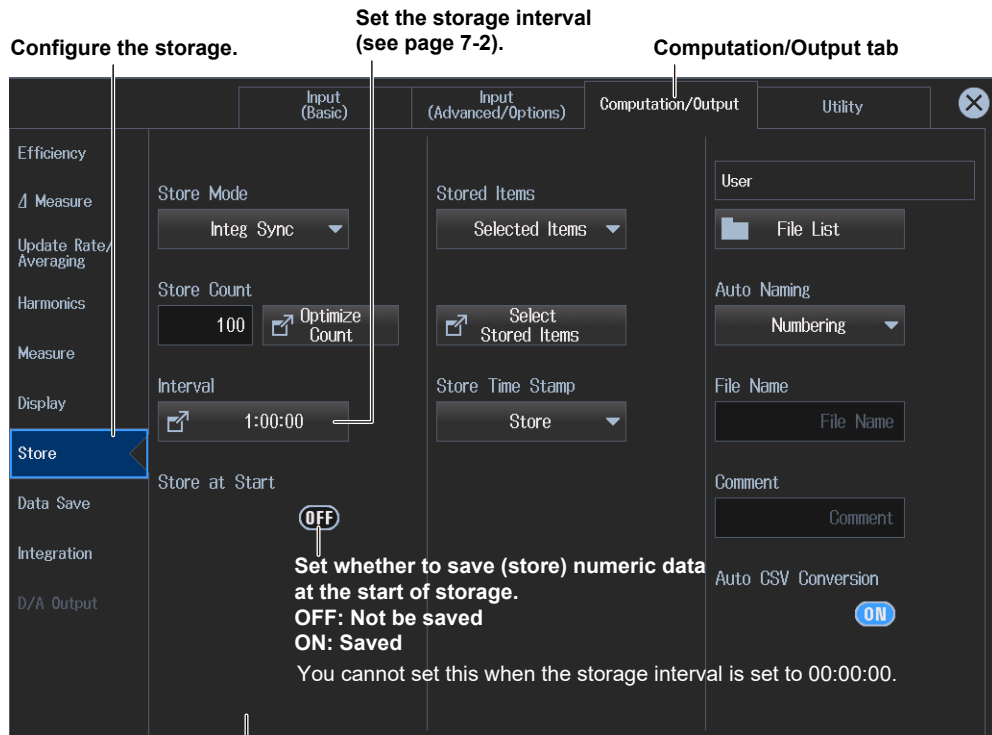 Set the storage interval
(see page 7-2).
Configure the storage.
Computation/Output tab
Input
(Basic)
Input
(Advanced/Options)
Computation/Output
Utility
Efficiency
⊿ Measure
Update Rate/
Averaging
Harmonics
Measure
Display
Store
Data Save
Integration
D/A Output
Store Mode
Integ Sync
Store Count
100
Optimize
Count
Interval
1:00:00
Store at Start
OFF
Set whether to save (store) numeric data
at the start of storage.
OFF: Not be saved
ON: Saved
You cannot set this when the storage interval is set to 00:00:00.
Stored Items
Selected Items
Select
Stored Items
Store Time Stamp
Store
User
File List
Auto Naming
Numbering
File Name
File Name
Comment
Comment
Auto CSV Conversion
ON